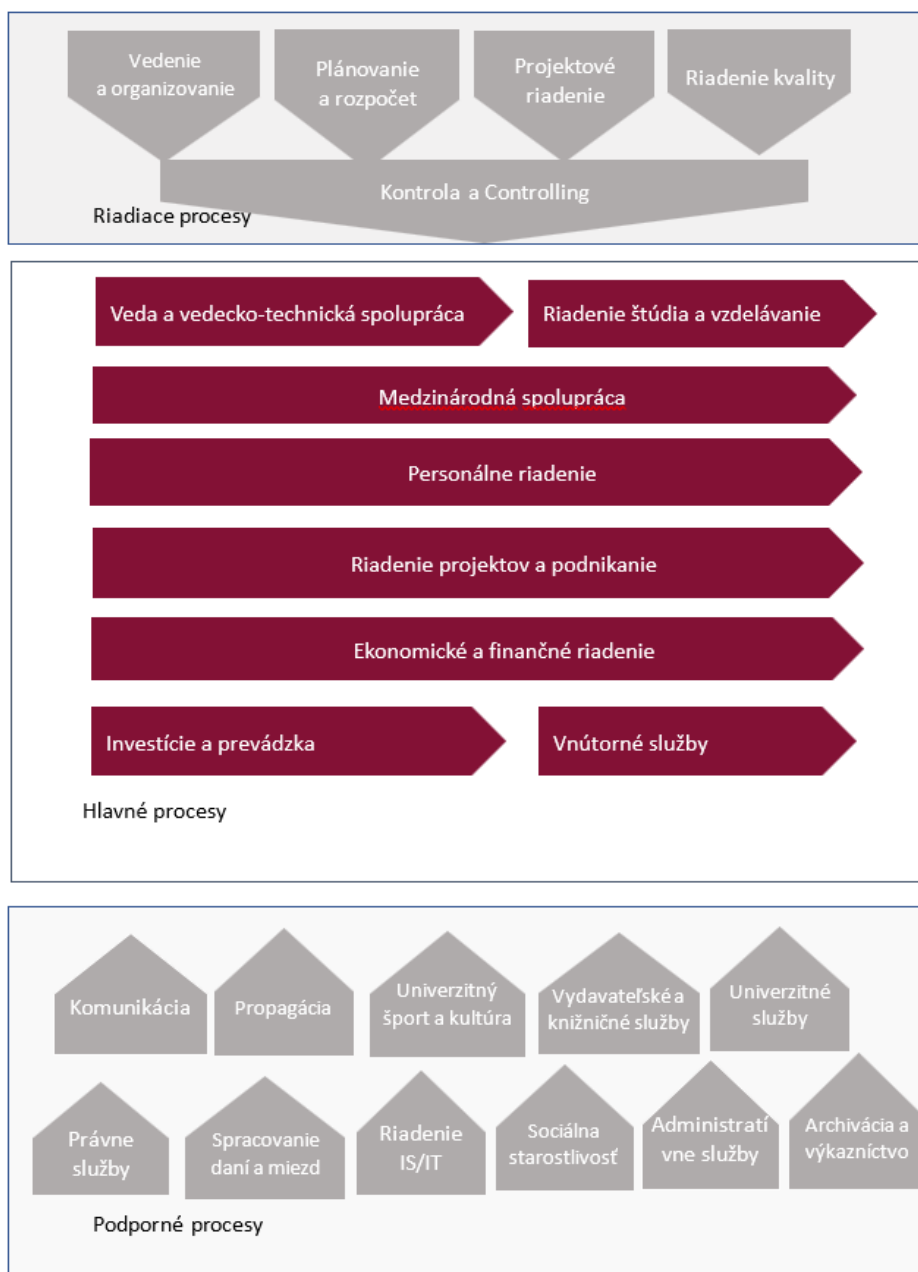 Vedenie
a organizovanie
Plánovanie
a rozpočet
Projektové
riadenie
Riadenie kvality
Kontrola a Controlling
Riadiace procesy
Veda a vedecko-technická spolupráca
Riadenie štúdia a vzdelávanie
Medzinárodná spolupráca
Personálne riadenie
Riadenie projektov a podnikanie
Ekonomické a finančné riadenie
Investície a prevádzka
Vnútorné služby
Hlavné procesy
Komunikácia
Propagácia
Univerzitný
šport a kultúra
Vydavateľské a
knižničné služby
Univerzitné
služby
Právne
služby
Spracovanie
daní a miezd
Riadenie
IS/IT
Sociálna
starostlivosť
Administratí
vne služby
Archivácia a
výkazníctvo
Podporné procesy